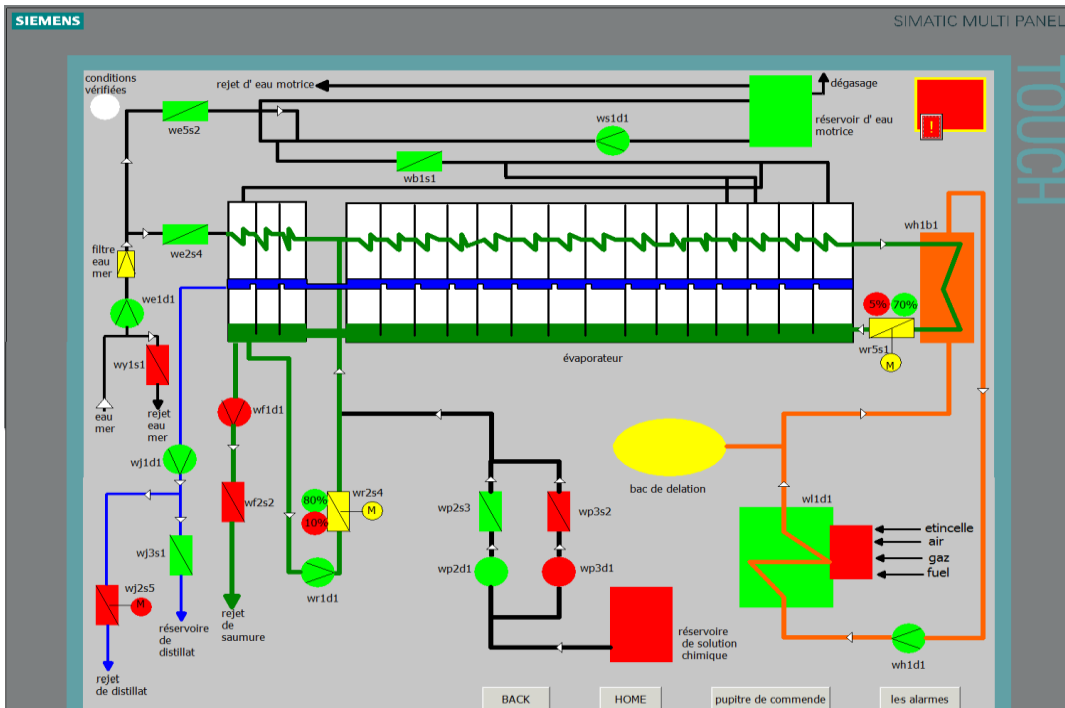 SIEMENS
SIMATIC MULTI PANEL
TOUCH
conditions
vérifiées
rejet d' eau motrice
dégasage
we5s2
ws1d1
réservoir d' eau
motrice
!
wb1s1
we2s4
wh1b1
filtre
eau
mer
we1d1
5%
70%
wr5s1
M
évaporateur
wy1s1
eau
mer
rejet
eau
mer
wf1d1
wj1d1
bac de delation
wl1d1
wf2s2
80%
10%
wr2s4
M
wp2s3
wp3s2
etincelle
air
gaz
fuel
wj3s1
wp2d1
wp3d1
wr1d1
wj2s5
M
rejet
de
saumure
réservoire
de
distillat
réservoire
de solution
chimique
wh1d1
rejet
de distillat
BACK
HOME
pupitre de commende
les alarmes